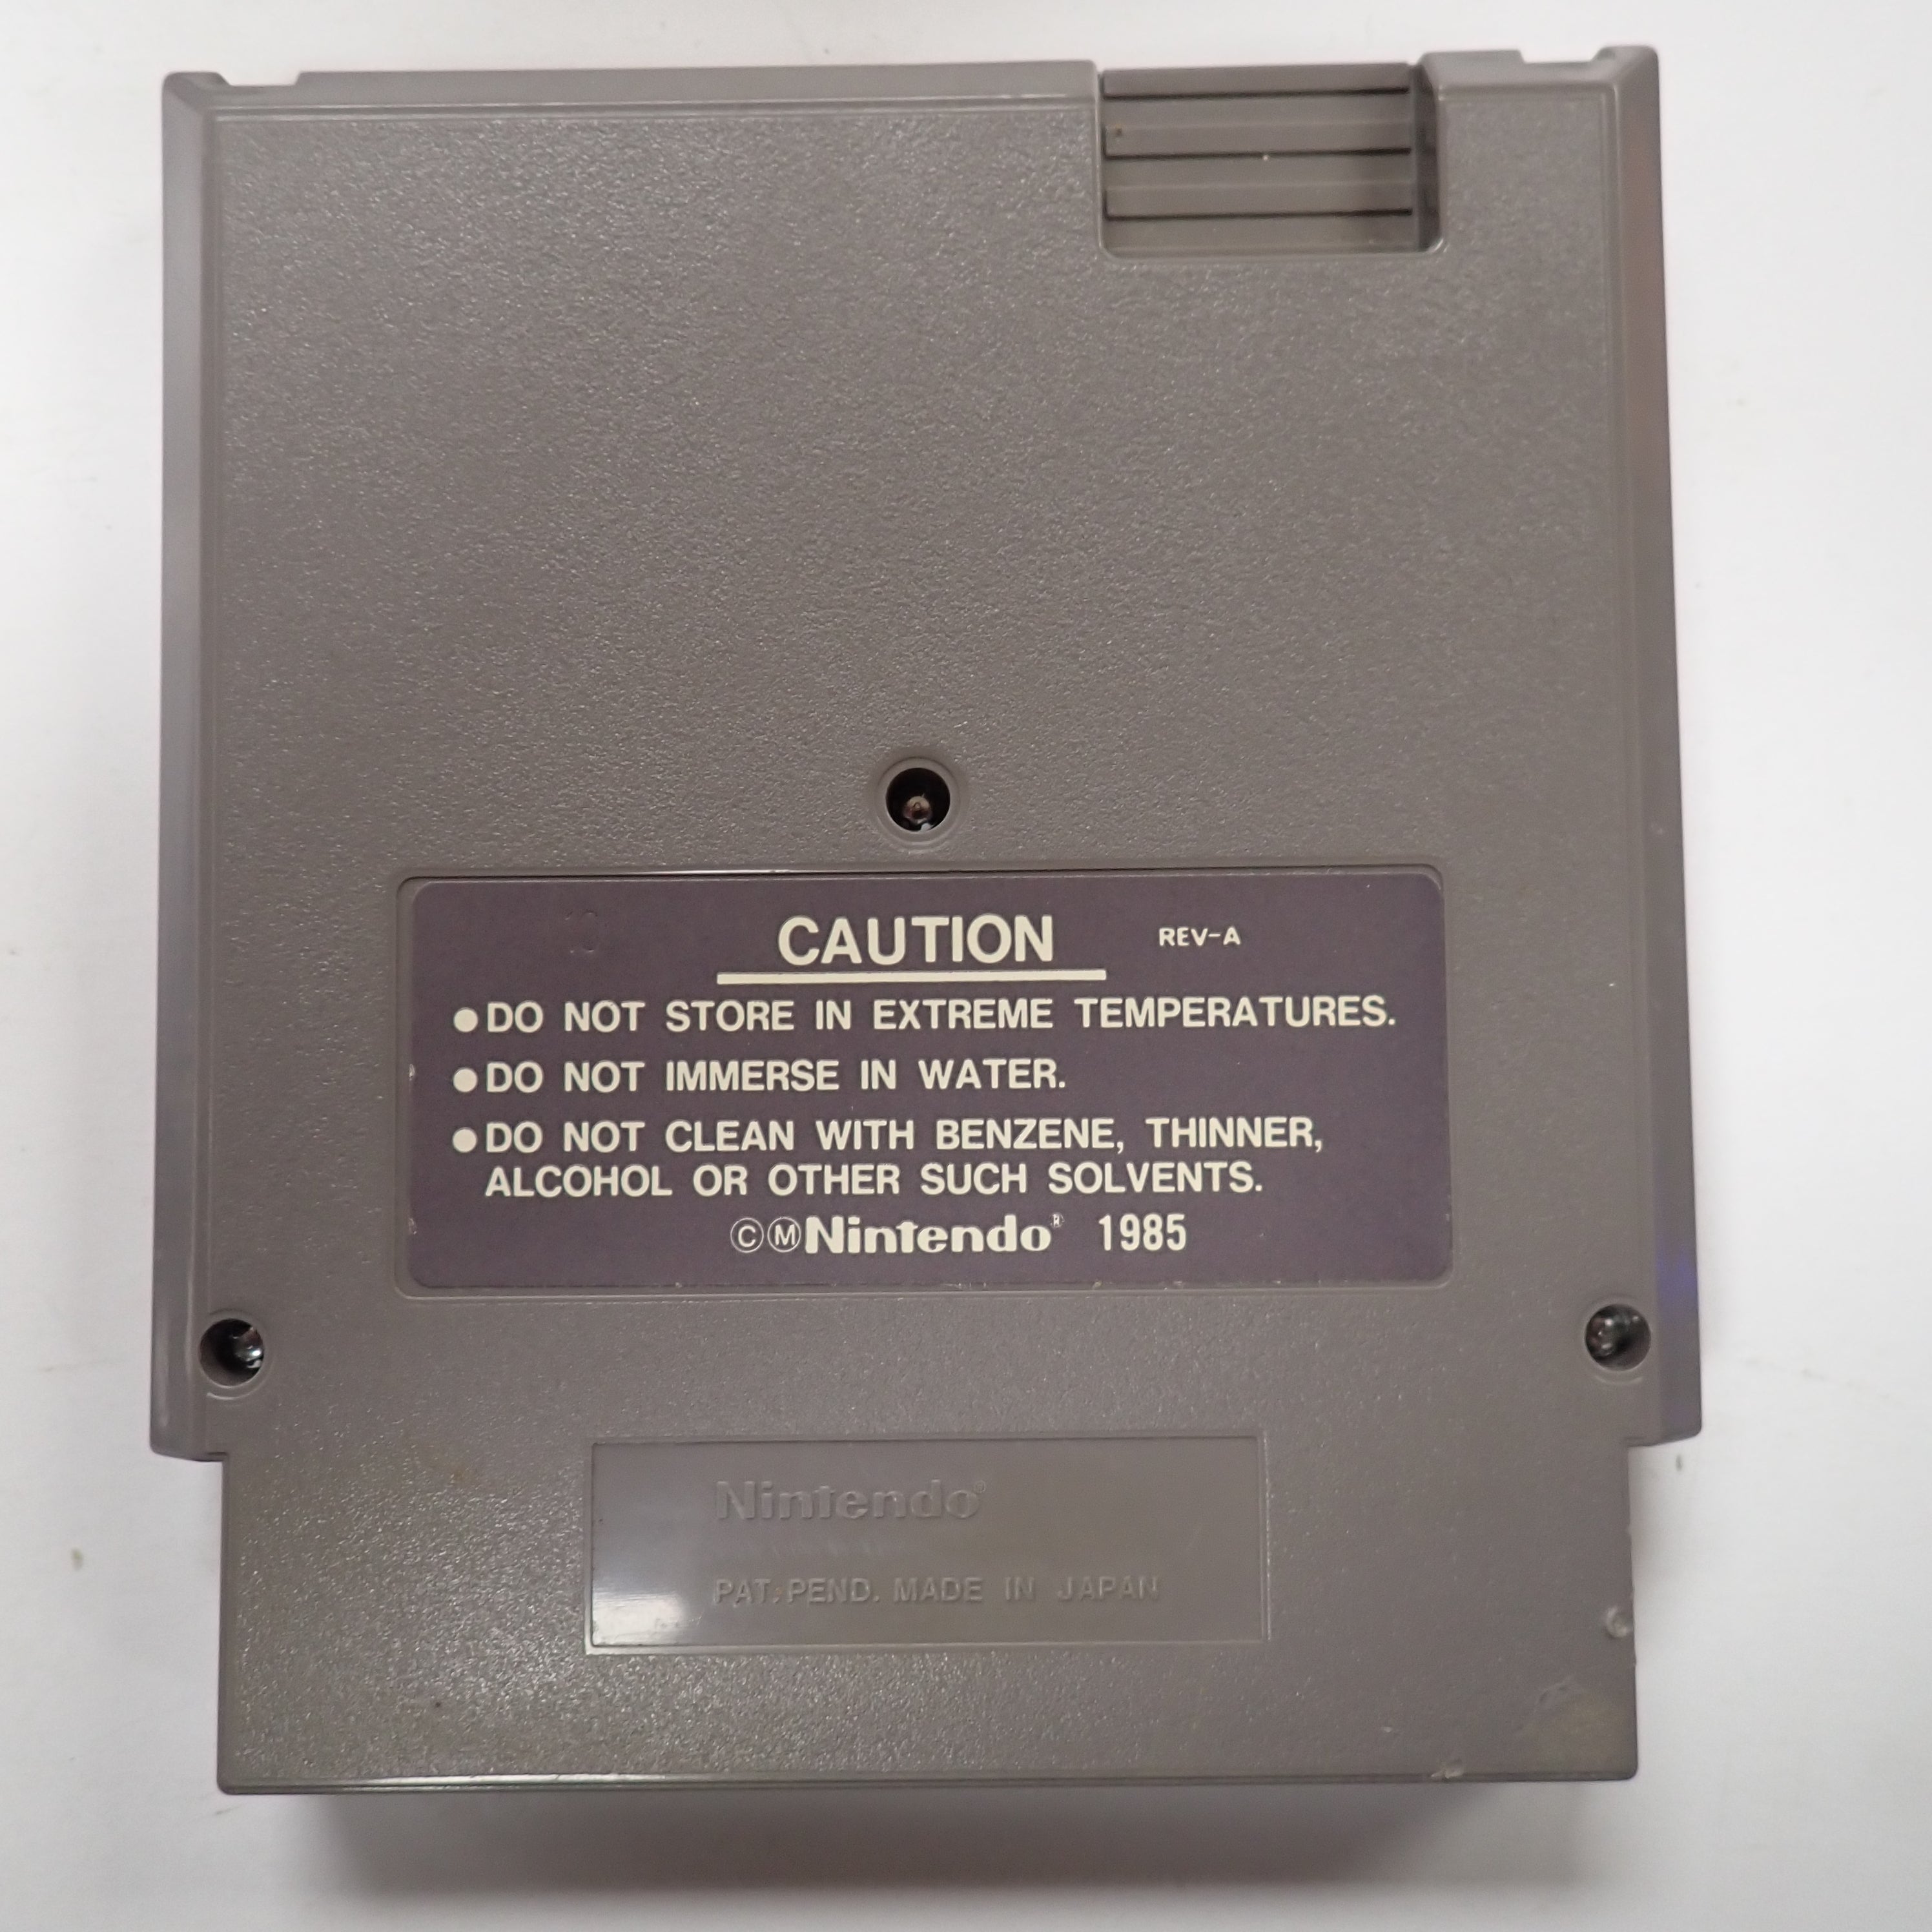 10
CAUTION REV-A
●DO NOT STORE IN EXTREME TEMPERATURES.
●DO NOT IMMERSE IN WATER.
●DO NOT CLEAN WITH BENZENE, THINNER,
ALCOHOL OR OTHER SUCH SOLVENTS.
©ⓂNintendo® 1985
Nintendo®
PAT. PEND. MADE IN JAPAN